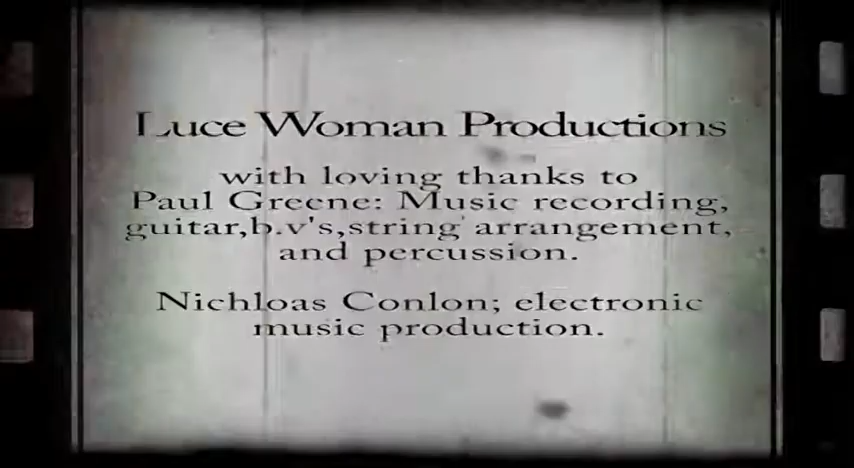 Luce Woman Productions
with loving thanks to
Paul Greene: Music recording,
guitar,b.v's,string arrangement,
and percussion.
Nichloas Conlon; electronic
music production.